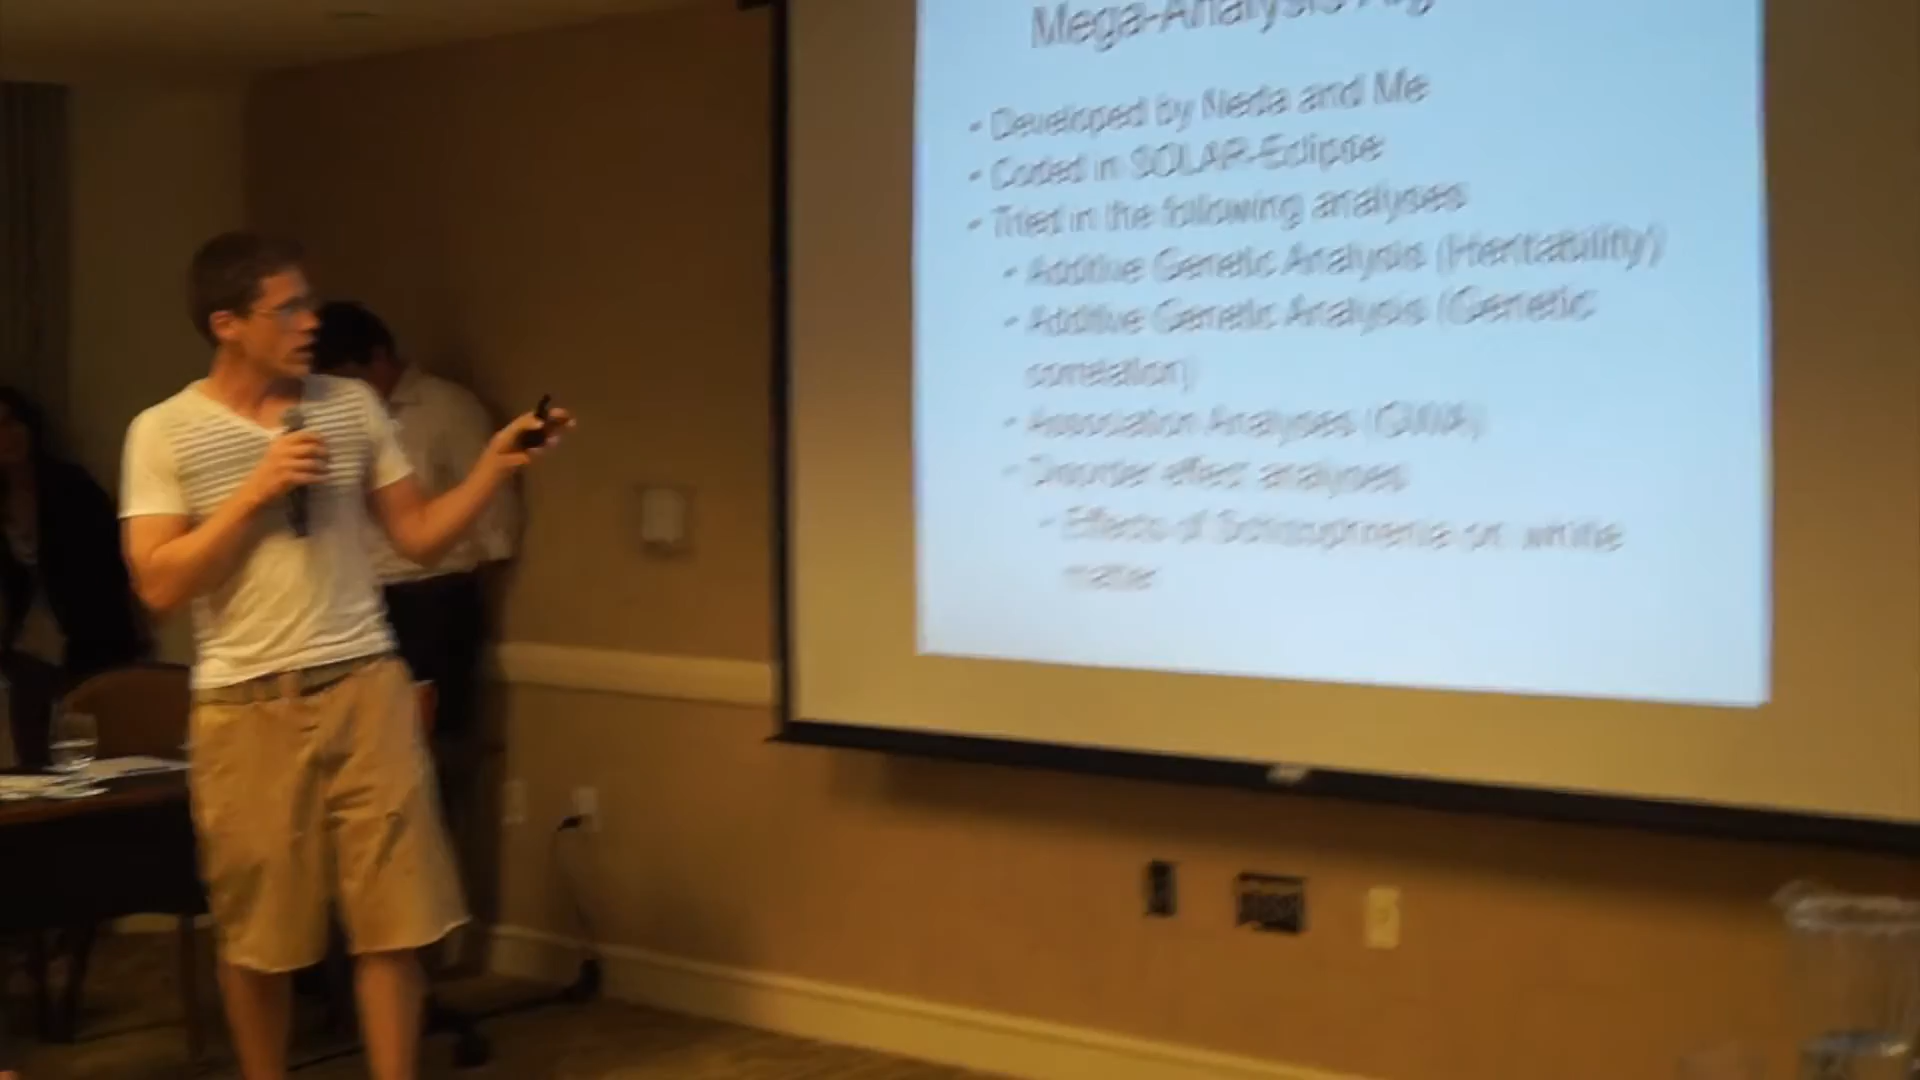 Mega-Analysis
- Developed by Neda and Me
- Coded in SOLAR-Eclipse
- Tried in the following analyses
- Additive Genetic Analysis (Heritability)
- Additive Genetic Analysis (Genetic
correlation)
- Association Analyses (GWA)
- Disorder effect analyses
- Effects of Schizophrenia on white
matter